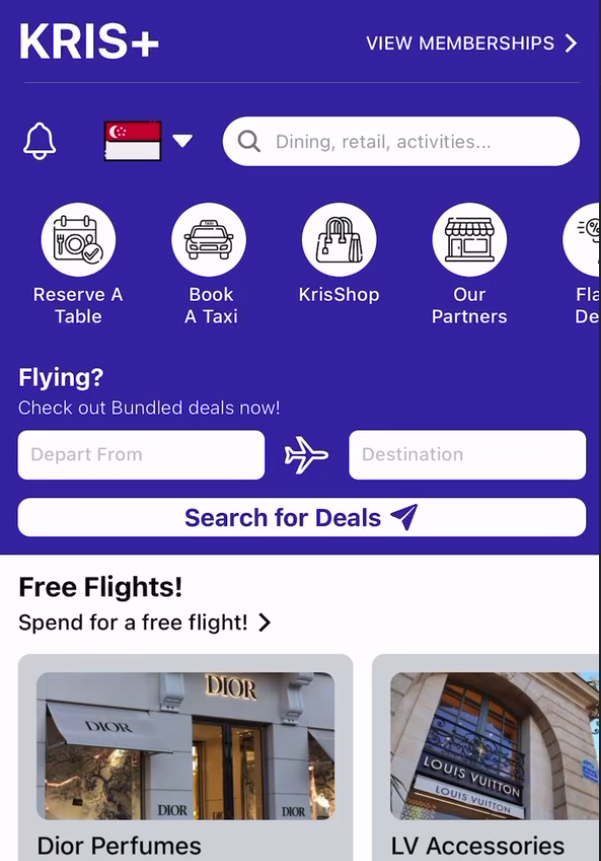 KRIS+
VIEW MEMBERSHIPS
Dining, retail, activities...
TAXI
Reserve A
Table
Book
A Taxi
KrisShop
Our
Partners
Fla
De
Flying?
Check out Bundled deals now!
Depart From
Destination
Search for Deals
Free Flights!
Spend for a free flight!
DIOR
DIOR
DIOR
DIOR
LOUIS VUITTON
LOUIS VUITTON
Dior Perfumes
LV Accessories